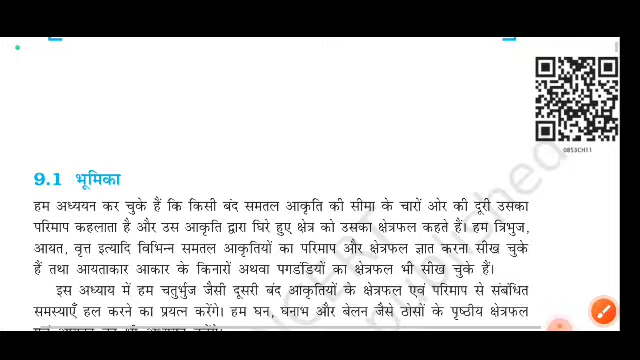 0853CH11
9.1 भूमिका
हम अध्ययन कर चुके हैं कि किसी बंद समतल आकृति की सीमा के चारों ओर की दूरी उसका
परिमाप कहलाता है और उस आकृति द्वारा घिरे हुए क्षेत्र को उसका क्षेत्रफल कहते हैं। हम त्रिभुज,
आयत, वृत्त इत्यादि विभिन्न समतल आकृतियों का परिमाप और क्षेत्रफल ज्ञात करना सीख चुके
हैं तथा आयताकार आकार के किनारों अथवा पगडंडियों का क्षेत्रफल भी सीख चुके हैं।
इस अध्याय में हम चतुर्भुज जैसी दूसरी बंद आकृतियों के क्षेत्रफल एवं परिमाप से संबंधित
समस्याएँ हल करने का प्रयत्न करेंगे। हम घन, घनाभ और बेलन जैसे ठोसों के पृष्ठीय क्षेत्रफल